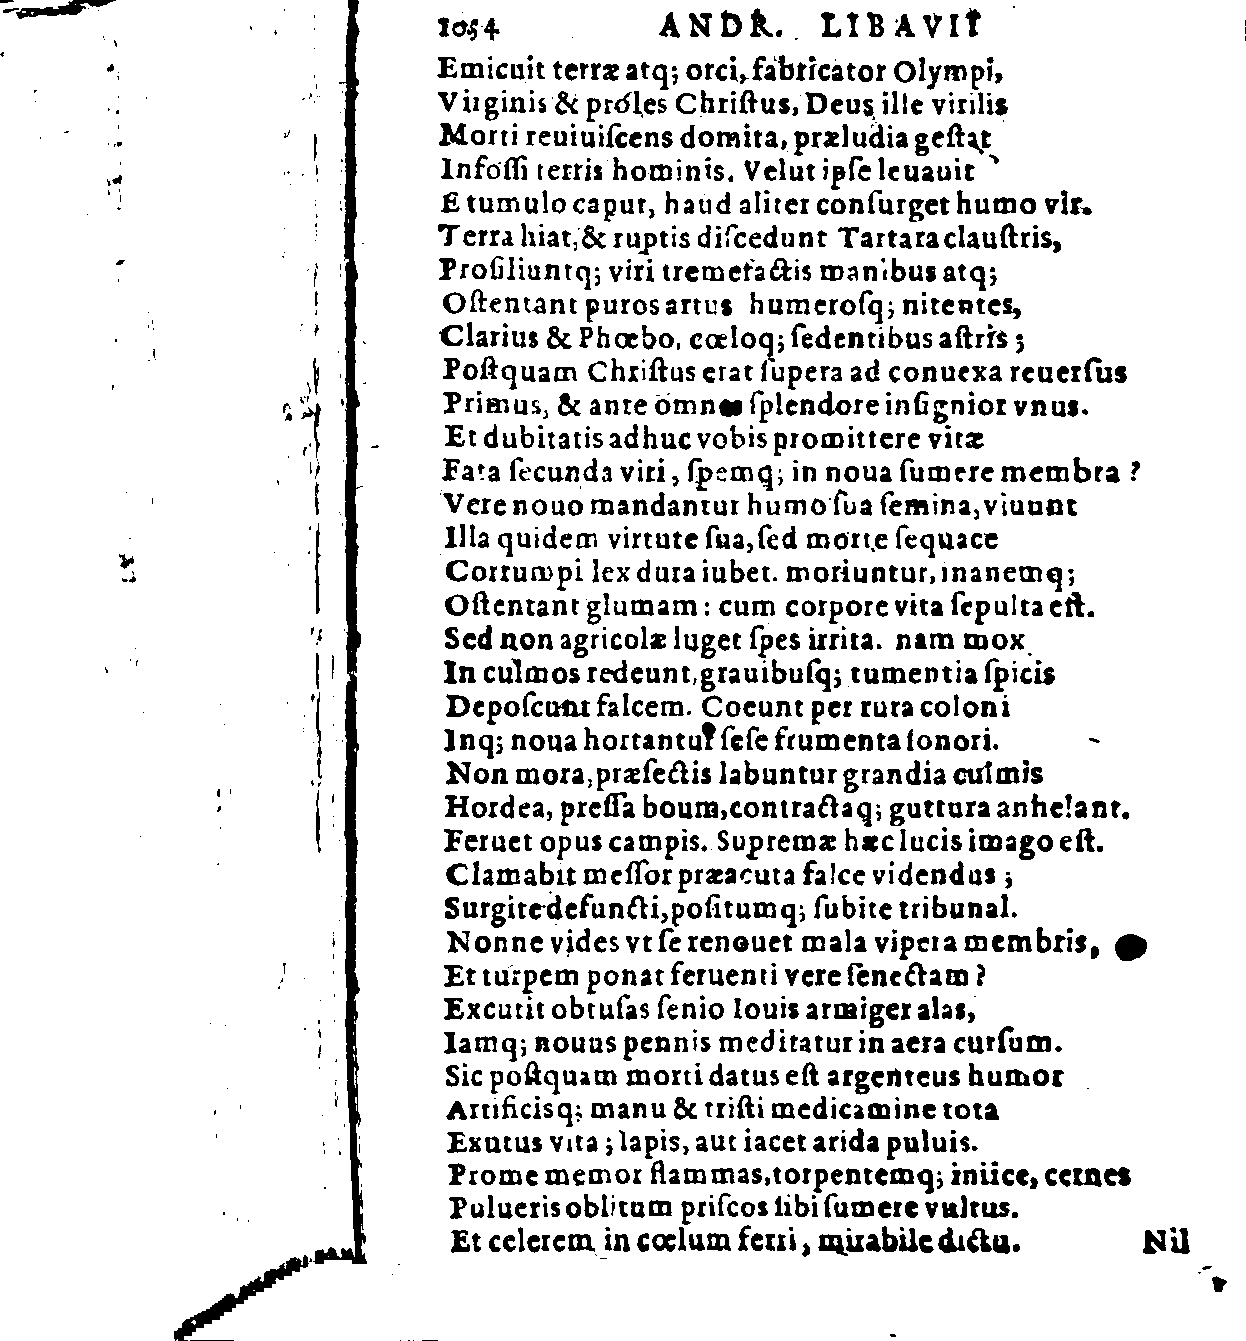 1054 ANDR. LIBAVII
Emicuit terræ atq; orci, fabricator Olympi,
Virginis & próles Chriſtus, Deus ille virilis
Morti reuiuiſcens domita, præludia geſtat
Infoſſi terris hominis. Velut ipſe leuauit
E tumulo caput, haud aliter conſurget humo vir.
Terra hiat, & ruptis diſcedunt Tartara clauſtris,
Proſiliuntq; viri tremefactis manibus atq;
Oſtentant puros artus humeroſq; nitentes,
Clarius & Phœbo, cœloq; ſedentibus aſtris;
Poſtquam Chriſtus erat ſupera ad conuexa reuerſus
Primus, & ante omnes ſplendore inſignior vnus.
Et dubitatis adhuc vobis promittere vitæ
Fata ſecunda viri, ſpemq; in noua ſumere membra?
Vere nouo mandantur humo ſua ſemina, viuunt
Illa quidem virtute ſua, ſed morte ſequace
Corrumpi lex dura iubet. moriuntur, inanemq;
Oſtentant glumam: cum corpore vita ſepulta eſt.
Sed non agricolæ luget ſpes irrita. nam mox
In culmos redeunt, grauibuſq; tumentia ſpicis
Depoſcunt falcem. Coeunt per rura coloni
Inq; noua hortantur ſeſe frumenta ſonori.
Non mora, præſectis labuntur grandia culmis
Hordea, preſſa boum, contractaq; guttura anhelant.
Feruet opus campis. Supremæ hæc lucis imago eſt.
Clamabit meſſor præacuta falce videndus;
Surgite defuncti, poſitumq; ſubite tribunal.
Nonne vides vt ſe renouet mala vipera membris,
Et turpem ponat feruenti vere ſenectam?
Excutit obtuſas ſenio Iouis armiger alas,
Iamq; nouus pennis meditatur in aera curſum.
Sic poſtquam morti datus eſt argenteus humor
Artificisq; manu & triſti medicamine tota
Exutus vita; lapis, aut iacet arida puluis.
Prome memor flammas, torpentemq; iniice, cernes
Pulueris oblitum priſcos ſibi ſumere vultus.
Et celerem in cœlum ferri, mirabile dictu.
Nil